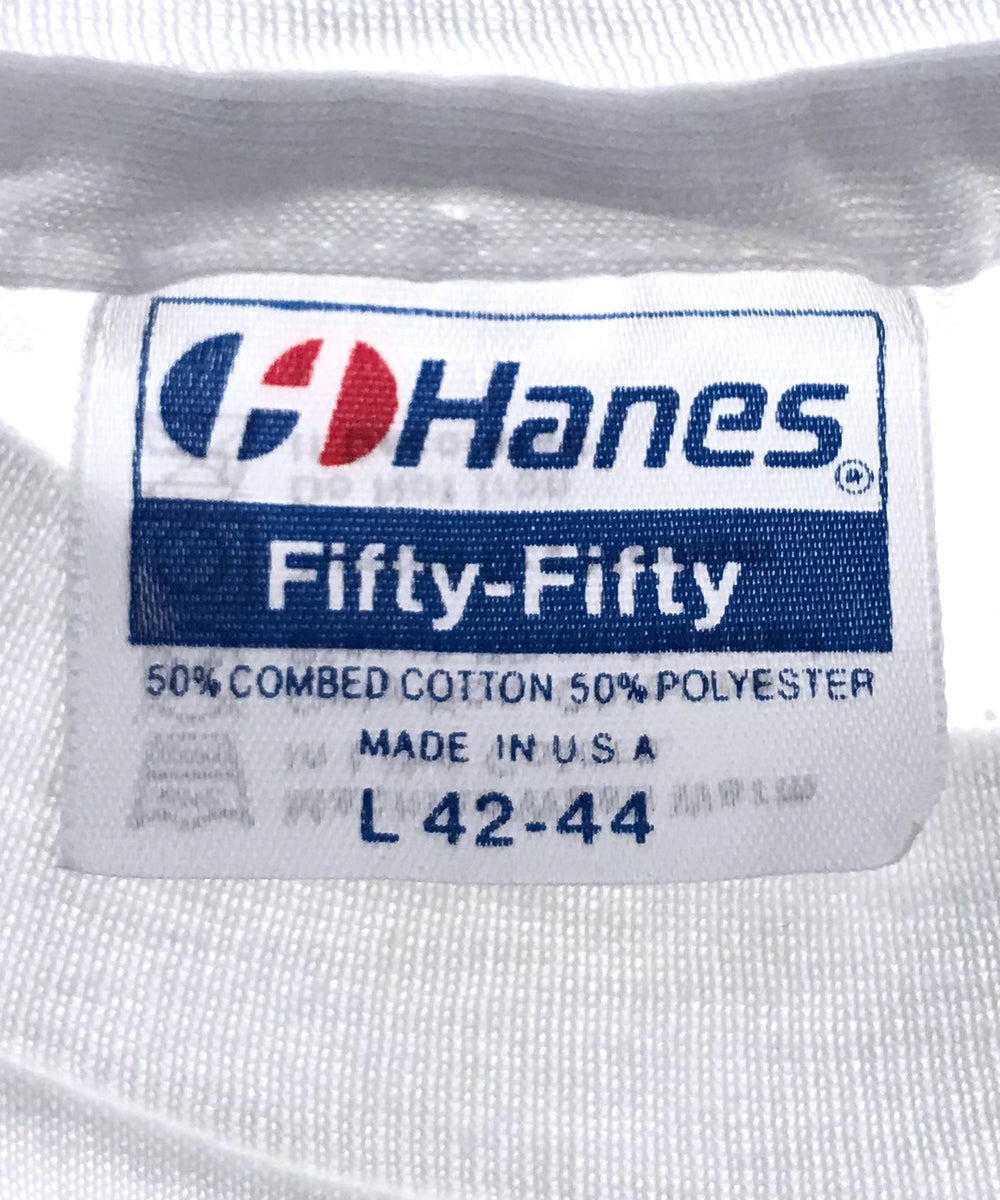 Hanes®
Fifty-Fifty
50% COMBED COTTON 50% POLYESTER
MADE IN U.S.A
L 42-44